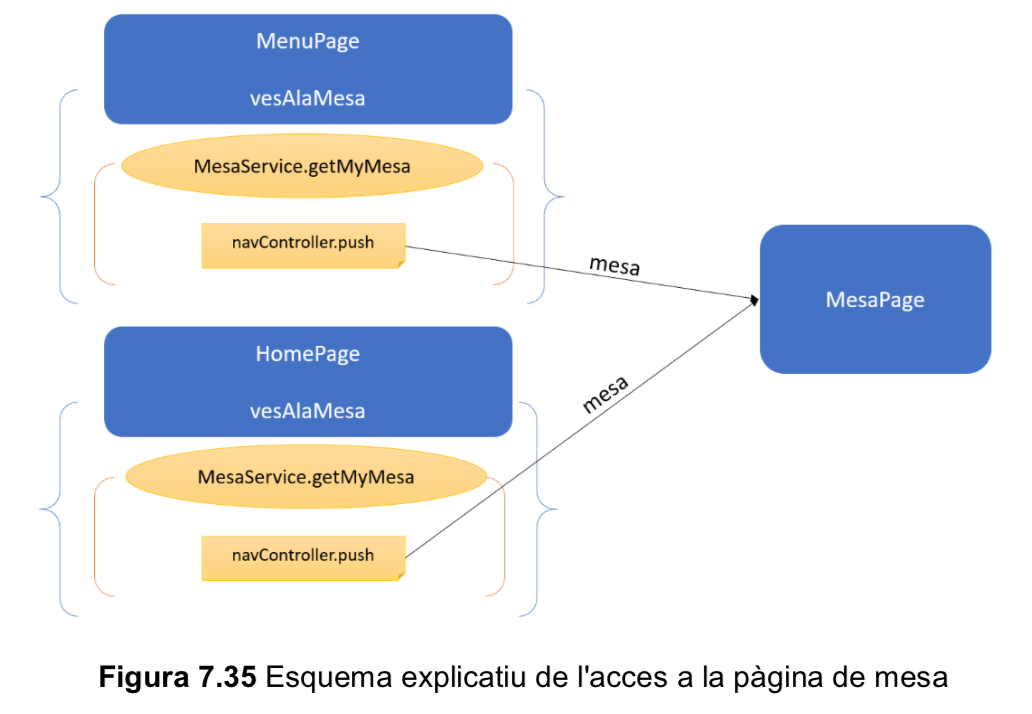 MenuPage
vesAlaMesa
MesaService.getMyMesa
navController.push
mesa
MesaPage
HomePage
vesAlaMesa
mesa
MesaService.getMyMesa
navController.push
Figura 7.35 Esquema explicatiu de l'acces a la pàgina de mesa